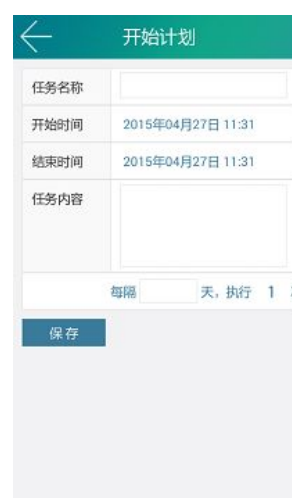 开始计划
任务名称
开始时间 2015年04月27日 11:31
结束时间 2015年04月27日 11:31
任务内容
每隔 天，执行 1
保存